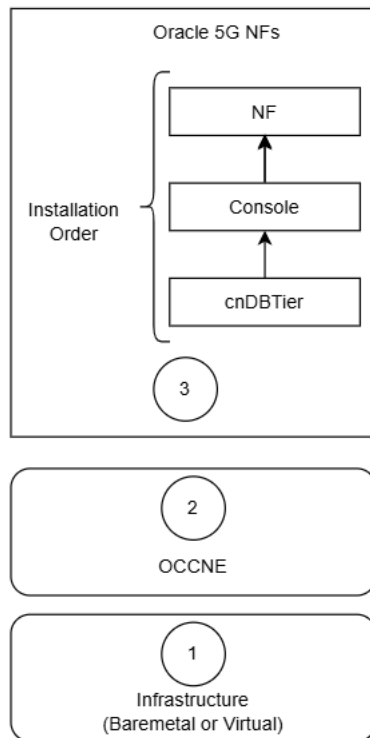 Oracle 5G NFs
NF
Console
Installation
Order
cnDBTier
3
2
OCCNE
1
Infrastructure
(Baremetal or Virtual)